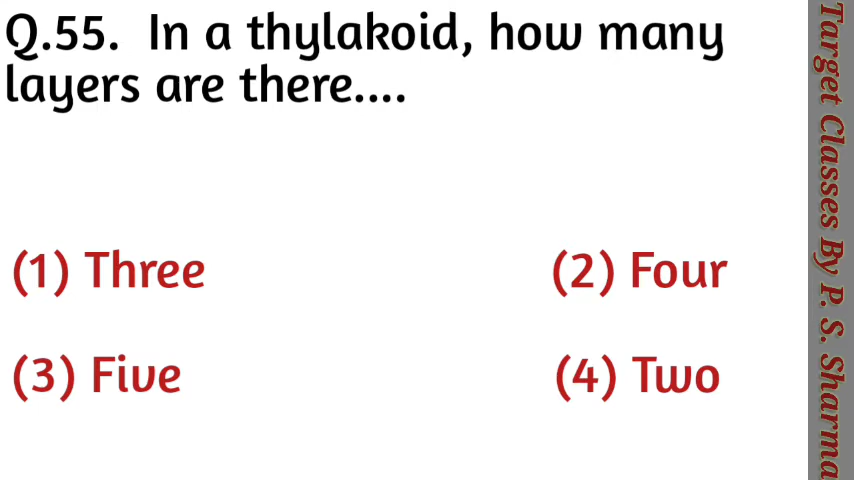 Q.55. In a thylakoid, how many
layers are there....
(1) Three
(2) Four
(3) Five
(4) Two
Target Classes By P. S. Sharma